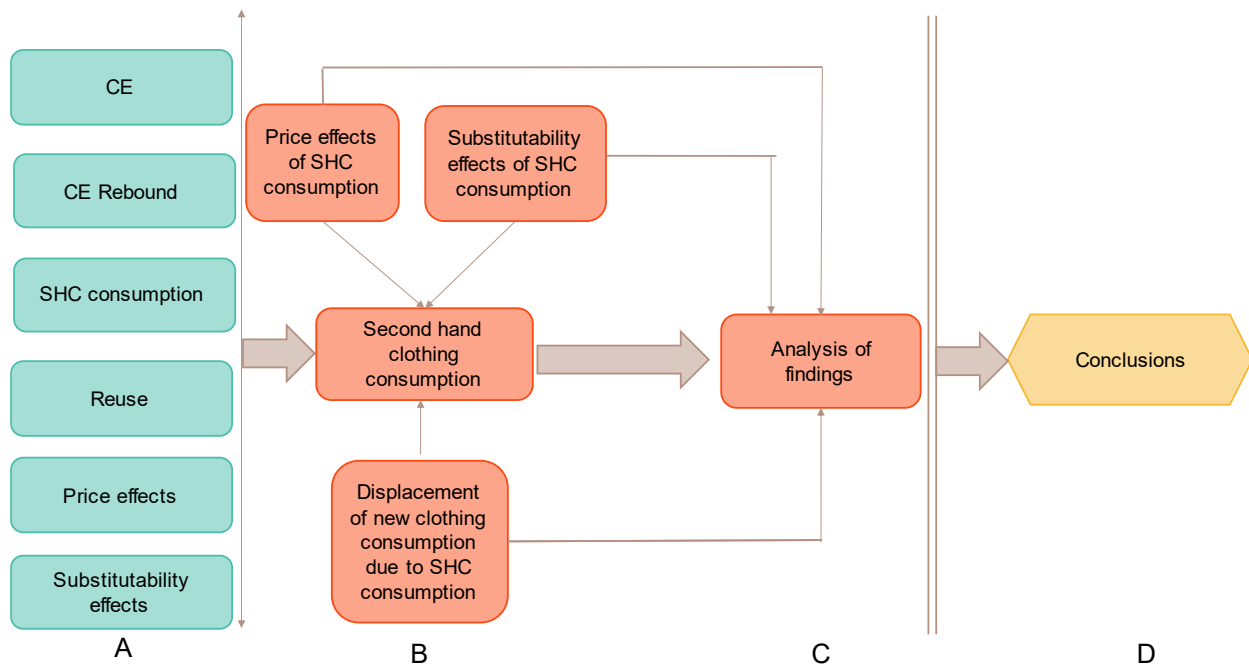 CE
CE Rebound
SHC consumption
Reuse
Price effects
Substitutability
effects
A
Price effects
of SHC
consumption
Substitutability
effects of SHC
consumption
Second hand
clothing
consumption
Displacement
of new clothing
consumption
due to SHC
consumption
B
Analysis of
findings
C
Conclusions
D